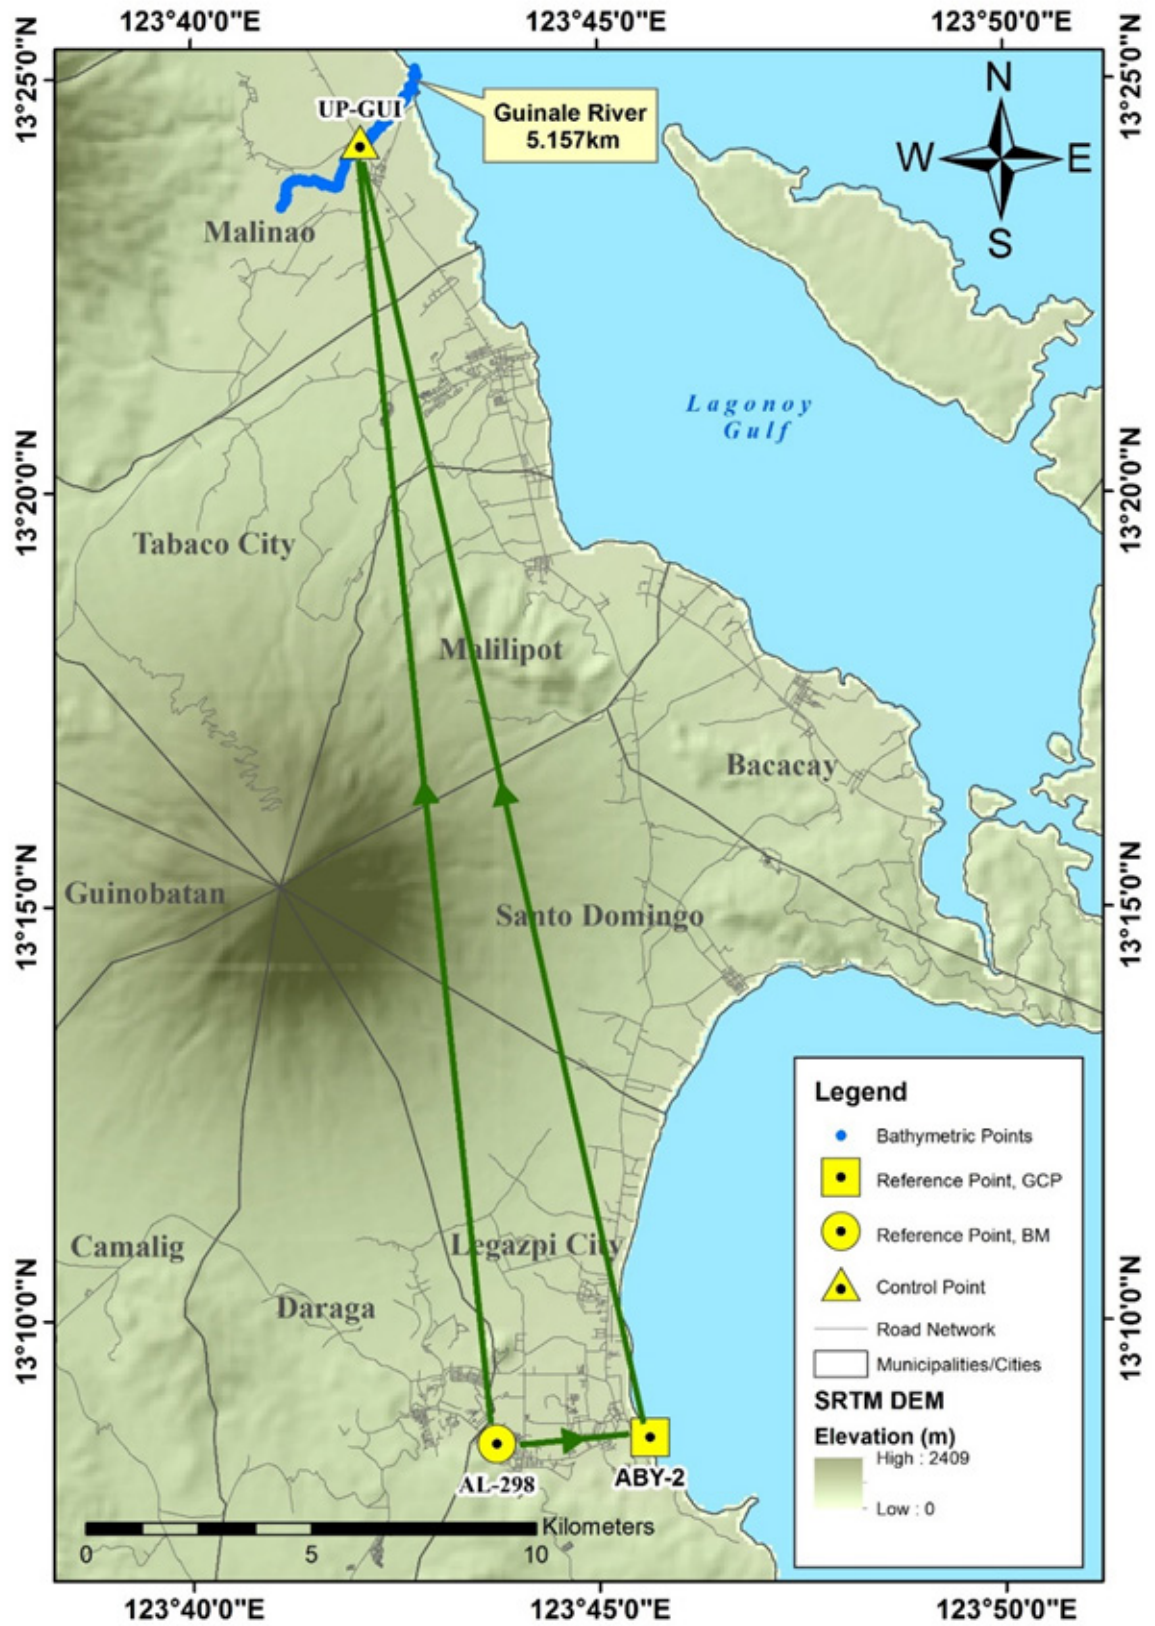 123°40'0"E
123°45'0"E
123°50'0"E
13°25'0"N
13°25'0"N
N
W
E
S
UP-GUI
Guinale River
5.157km
Malinao
Lagonoy
Gulf
13°20'0"N
13°20'0"N
Tabaco City
Malilipot
Bacacay
Guinobatan
13°15'0"N
13°15'0"N
Santo Domingo
Legend
Bathymetric Points
Reference Point, GCP
Reference Point, BM
Control Point
Road Network
Municipalities/Cities
SRTM DEM
Elevation (m)
High : 2409
Low : 0
Camalig
Legazpi City
Daraga
13°10'0"N
13°10'0"N
AL-298
ABY-2
Kilometers
0
5
10
123°40'0"E
123°45'0"E
123°50'0"E